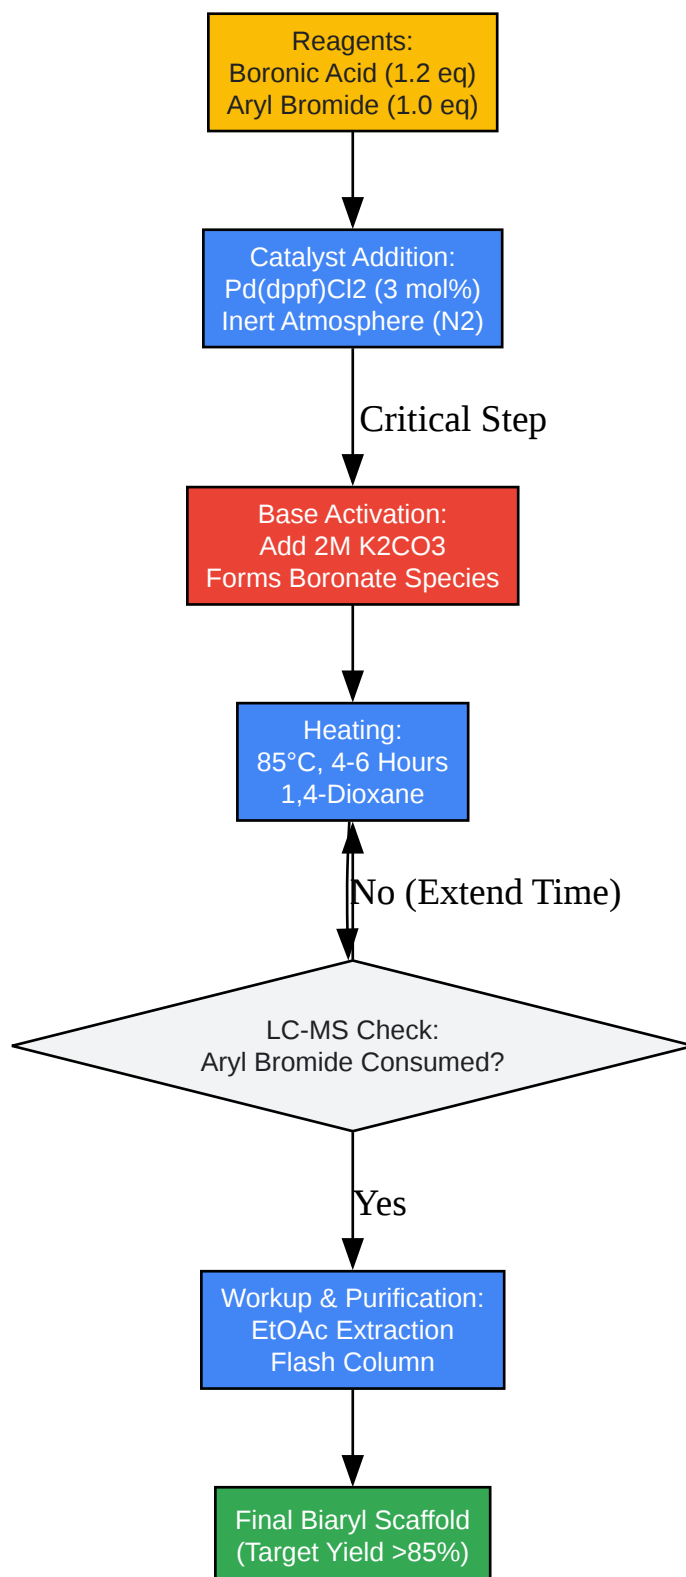 Reagents:
Boronic Acid (1.2 eq)
Aryl Bromide (1.0 eq)
Catalyst Addition:
Pd(dppf)Cl2 (3 mol%)
Inert Atmosphere (N2)
Critical Step
Base Activation:
Add 2M K2CO3
Forms Boronate Species
Heating:
85°C, 4-6 Hours
1,4-Dioxane
No (Extend Time)
LC-MS Check:
Aryl Bromide Consumed?
Yes
Workup & Purification:
EtOAc Extraction
Flash Column
Final Biaryl Scaffold
(Target Yield >85%)